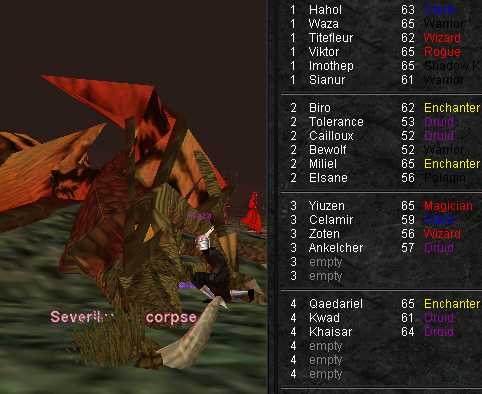 1 Hahol 63 Cleric
1 Waza 65 Warrior
1 Titefleur 62 Wizard
1 Viktor 65 Rogue
1 Imothep 65 Shadow K
1 Sianur 61 Warrior
2 Biro 62 Enchanter
2 Tolerance 53 Druid
2 Cailloux 52 Druid
2 Bewolf 52 Warrior
2 Miliel 65 Enchanter
2 Elsane 56 Paladin
3 Yiuzen 65 Magician
3 Celamir 59 Cleric
3 Zoten 56 Wizard
3 Ankelcher 57 Druid
3 empty
3 empty
4 Qaedariel 65 Enchanter
4 Kwad 61 Druid
4 Khaisar 64 Druid
4 empty
4 empty
4 empty
Waza
corpse